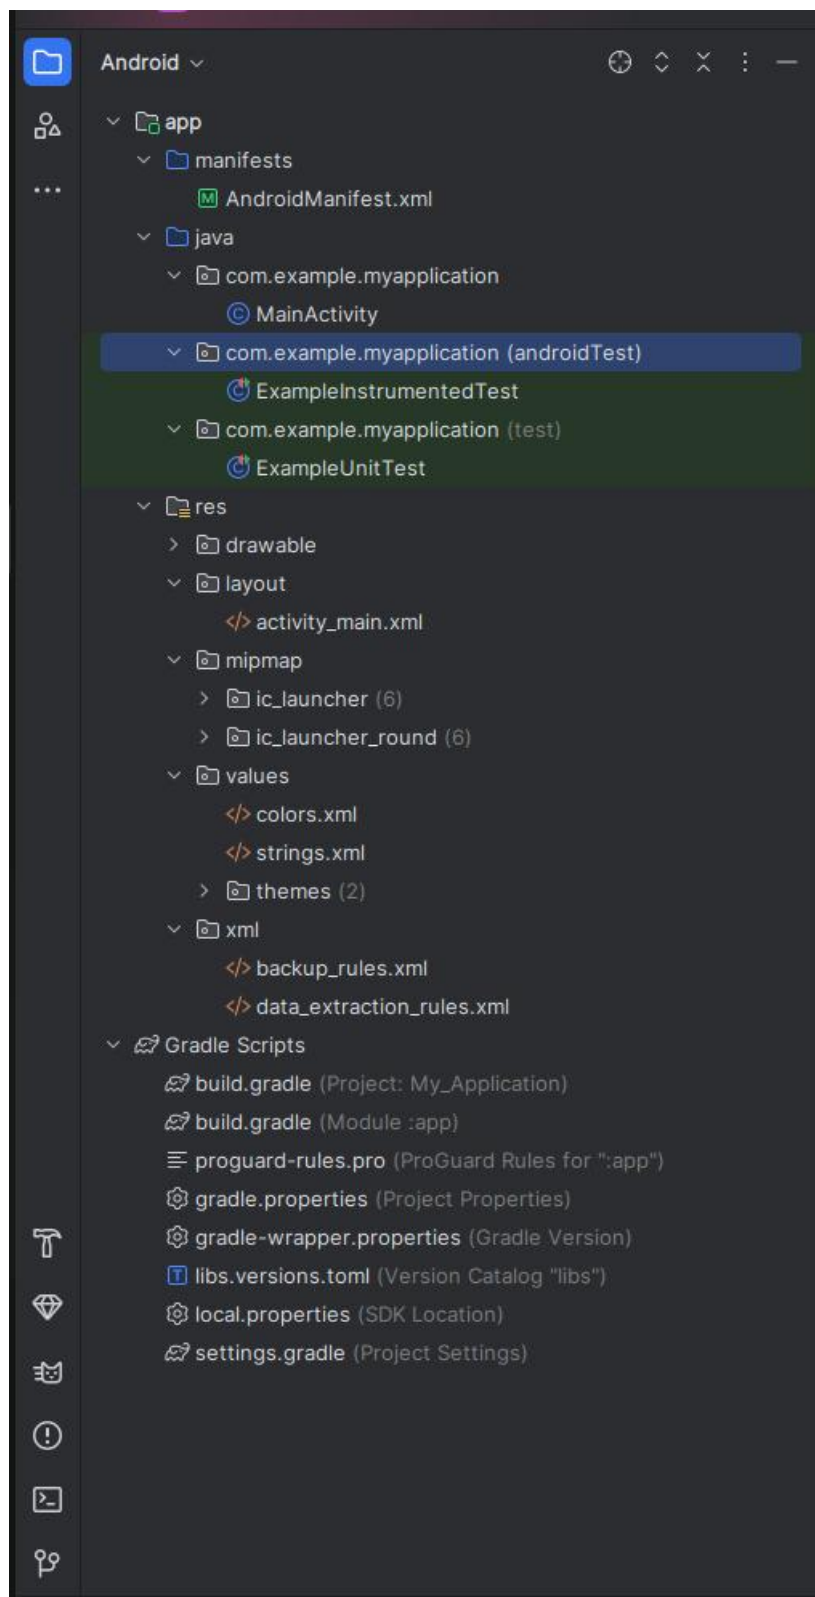 Android
app
manifests
AndroidManifest.xml
java
com.example.myapplication
MainActivity
com.example.myapplication (androidTest)
ExampleInstrumentedTest
com.example.myapplication (test)
ExampleUnitTest
res
drawable
layout
activity_main.xml
mipmap
ic_launcher (6)
ic_launcher_round (6)
values
colors.xml
strings.xml
themes (2)
xml
backup_rules.xml
data_extraction_rules.xml
Gradle Scripts
build.gradle (Project: My_Application)
build.gradle (Module :app)
proguard-rules.pro (ProGuard Rules for ":app")
gradle.properties (Project Properties)
gradle-wrapper.properties (Gradle Version)
libs.versions.toml (Version Catalog "libs")
local.properties (SDK Location)
settings.gradle (Project Settings)